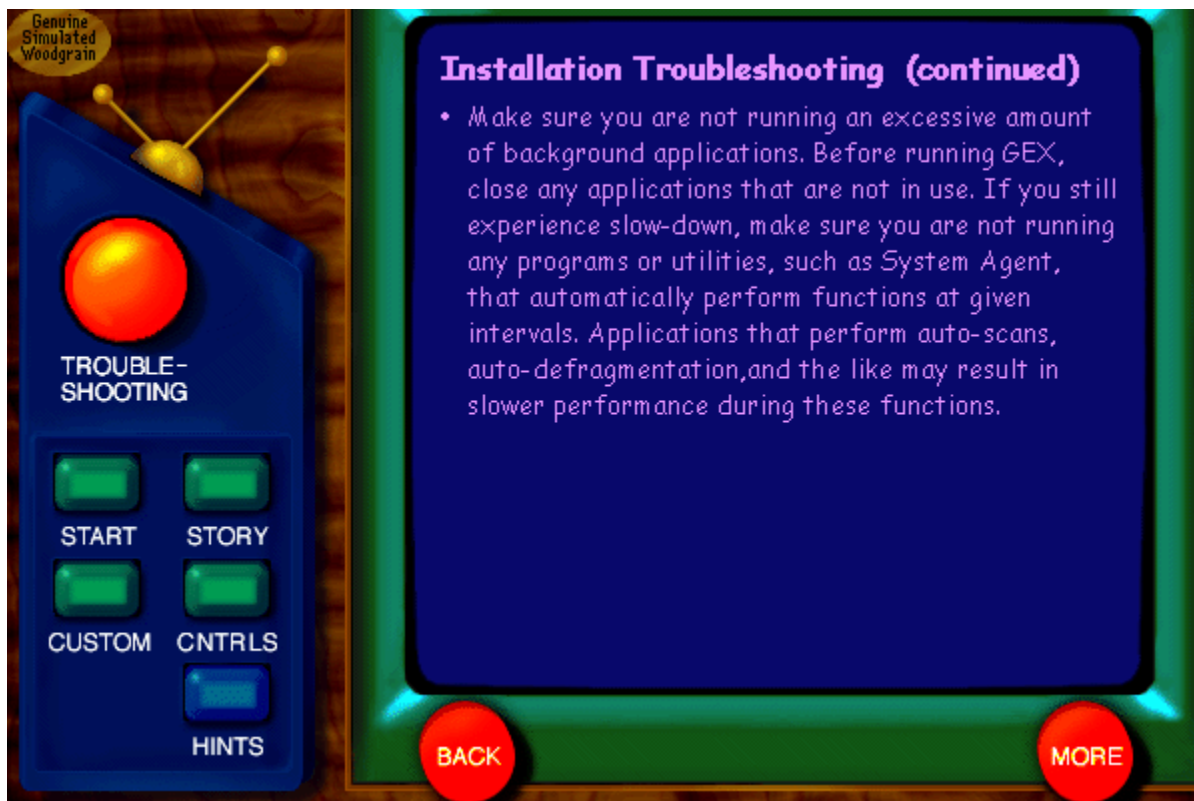 Genuine
Simulated
Woodgrain
TROUBLE-
SHOOTING
START
STORY
CUSTOM
CNTRLS
HINTS
Installation Troubleshooting (continued)
• Make sure you are not running an excessive amount
of background applications. Before running GEX,
close any applications that are not in use. If you still
experience slow-down, make sure you are not running
any programs or utilities, such as System Agent,
that automatically perform functions at given
intervals. Applications that perform auto-scans,
auto-defragmentation,and the like may result in
slower performance during these functions.
BACK
MORE